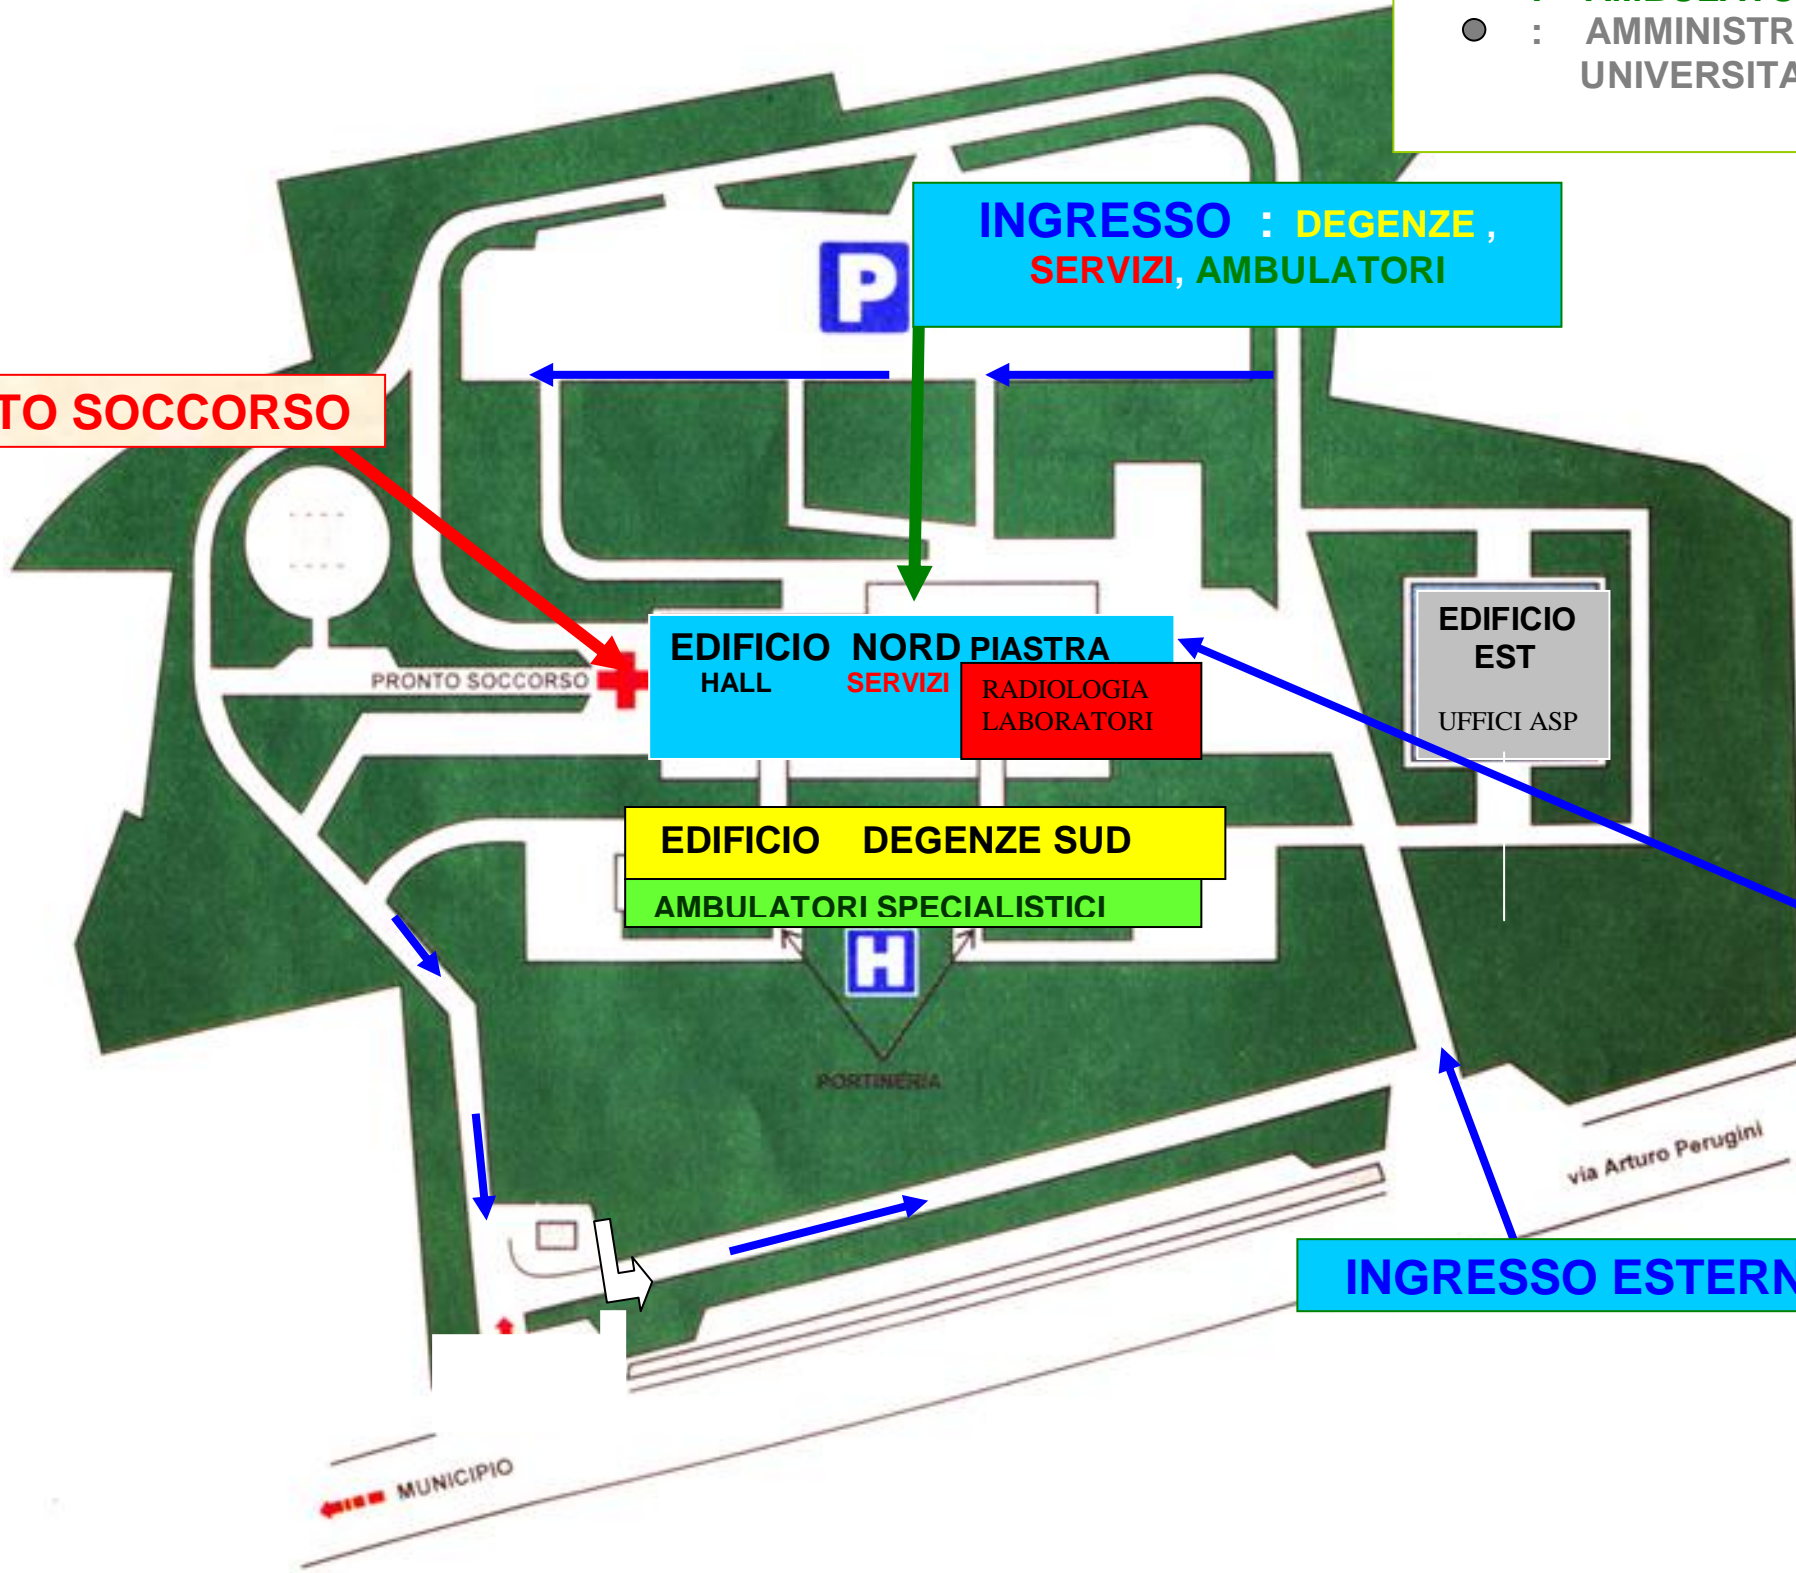 : AMMINISTR
UNIVERSITA
INGRESSO : DEGENZE ,
SERVIZI, AMBULATORI
P
TO SOCCORSO
EDIFICIO NORD PIASTRA
HALL SERVIZI
RADIOLOGIA
LABORATORI
EDIFICIO
EST
UFFICI ASP
PRONTO SOCCORSO
EDIFICIO DEGENZE SUD
AMBULATORI SPECIALISTICI
H
PORTINERIA
via Arturo Perugini
INGRESSO ESTERN
MUNICIPIO